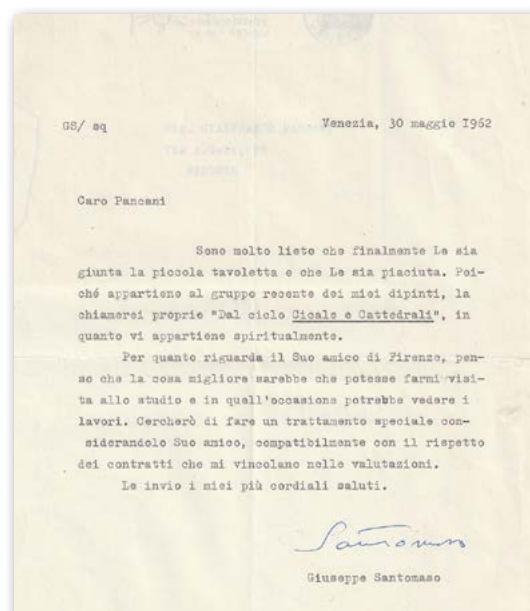 GS/ sq
Venezia, 30 maggio I962
Caro Pancani
Sono molto lieto che finalmente Le sia
giunta la piccola tavoletta e che Le sia piaciuta. Poi-
ché appartiene al gruppo recente dei miei dipinti, la
chiamerei proprio "Dal ciclo Cicale e Cattedrali", in
quanto vi appartiene spiritualmente.
Per quanto riguarda il Suo amico di Firenze, pen-
so che la cosa migliore sarebbe che potesse farmi visi-
ta allo studio e in quell'occasione potrebbe vedere i
lavori. Cercherò di fare un trattamento speciale con-
siderandolo Suo amico, compatibilmente con il rispetto
dei contratti che mi vincolano nelle valutazioni.
Le invio i miei più cordiali saluti.
Santomaso
Giuseppe Santomaso